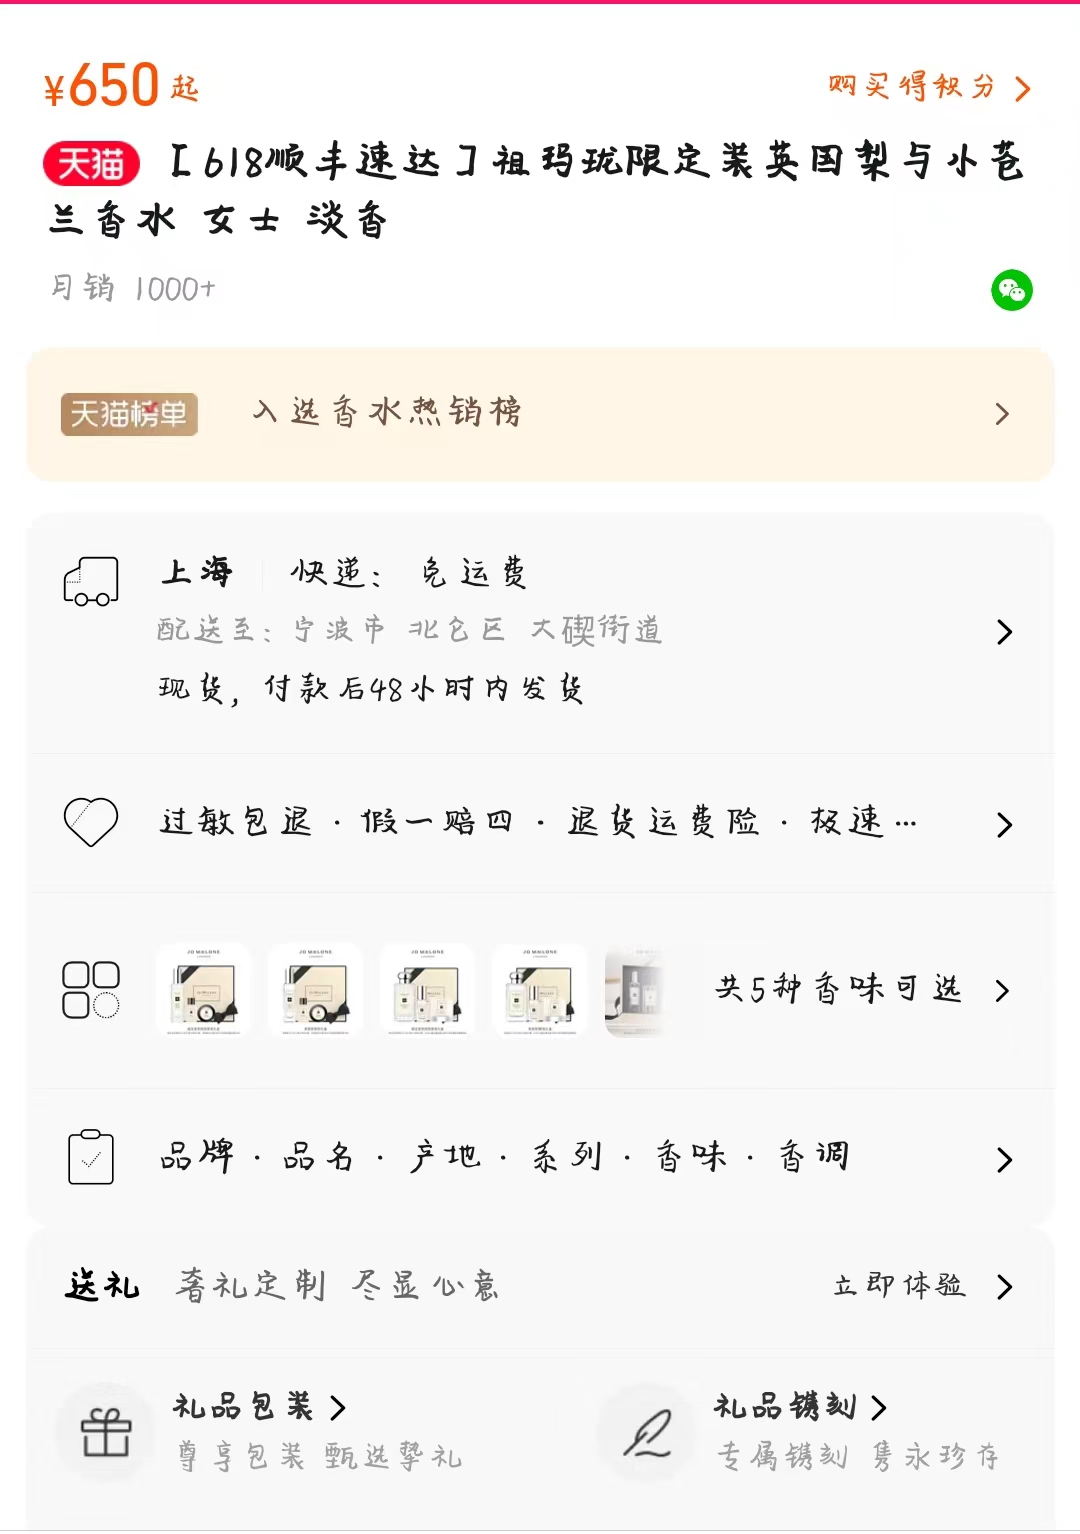 ¥650起
购买得积分
天猫 【618顺丰速达】祖玛珑限定装英国梨与小苍
兰香水 女士 淡香
月销 1000+
天猫榜单 入选香水热销榜
上海 快递: 免运费
配送至: 宁波市 北仑区 大碶街道
现货, 付款后48小时内发货
过敏包退 · 假一赔四 · 退货运费险 · 极速…
JO MALONE
JO MALONE
JO MALONE
JO MALONE
共5种香味可选
品牌 · 品名 · 产地 · 系列 · 香味 · 香调
送礼 奢礼定制 尽显心意
立即体验
礼品包装
尊享包装 甄选挚礼
礼品镌刻
专属镌刻 隽永珍存